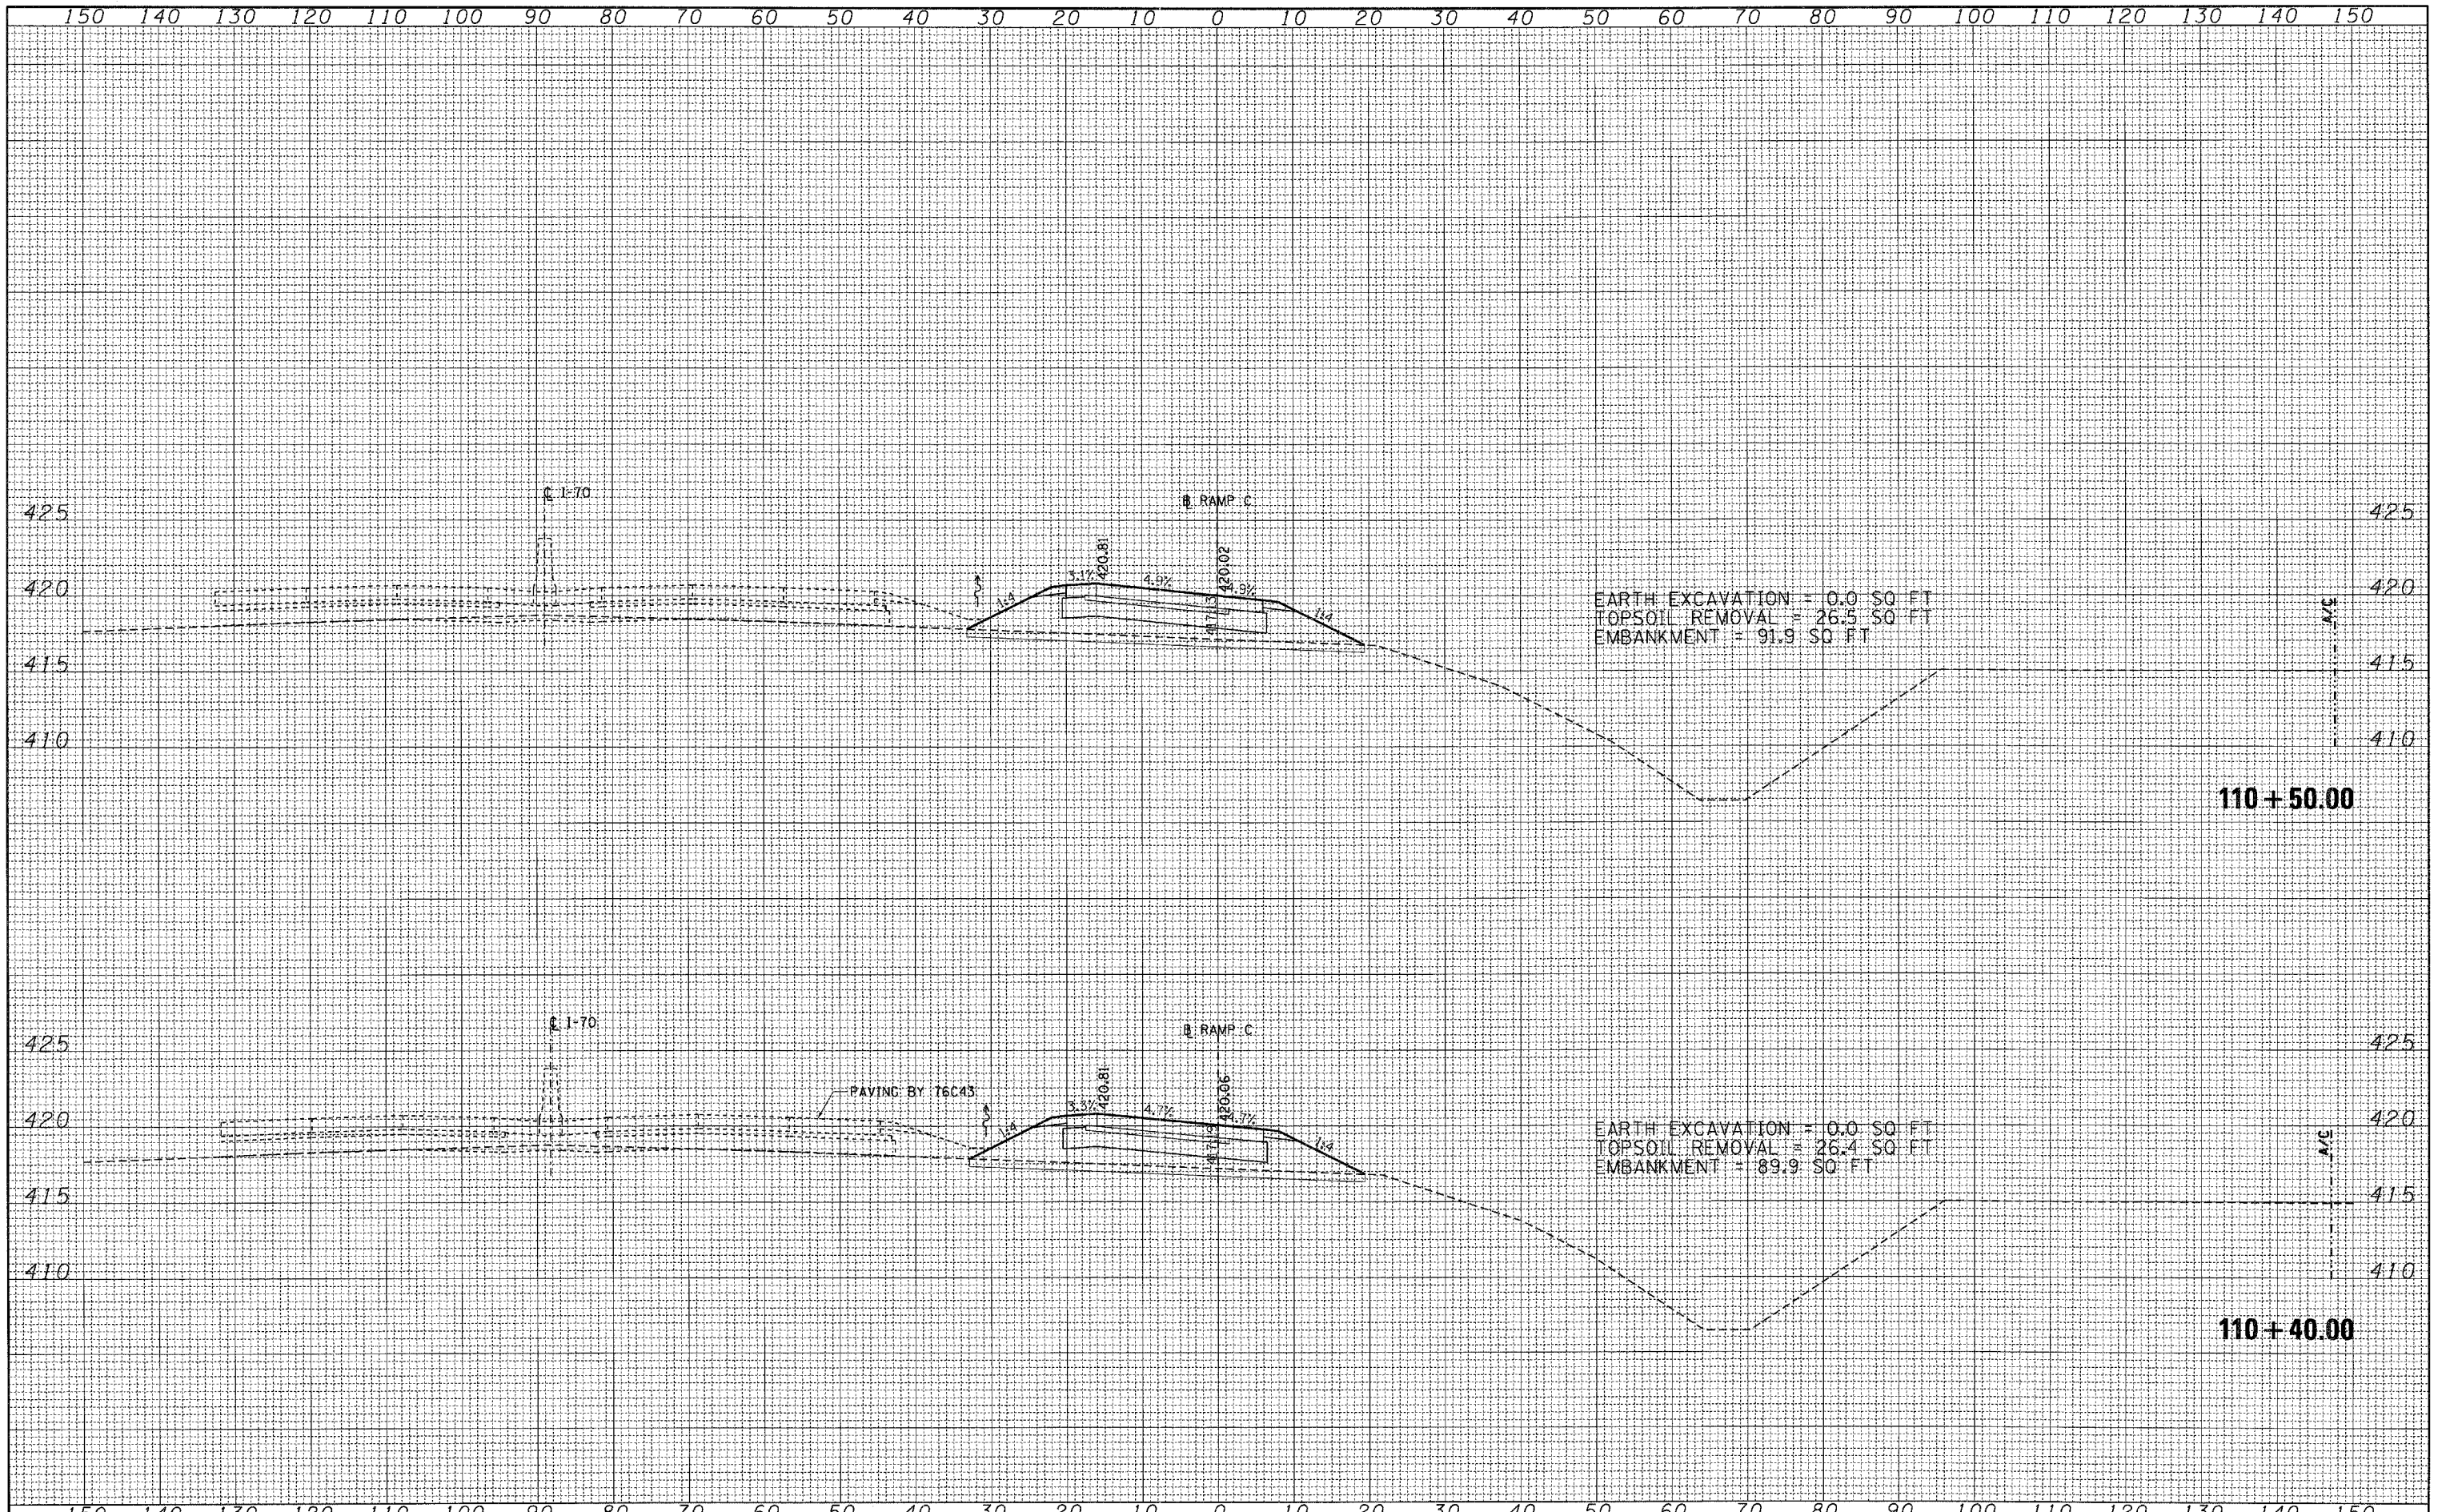 150 140 130 120 110 100 90 80 70 60 50 40 30 20 10 0 10 20 30 40 50 60 70 80 90 100 110 120 130 140 150
℄ I-70
℄ RAMP C
425 425
420.81
420.02
3.1% 4.9% 4.9%
420 420
1:4 1:4
EARTH EXCAVATION = 0.0 SQ FT
TOPSOIL REMOVAL = 26.5 SQ FT
EMBANKMENT = 91.9 SQ FT
A/C
415 415
410 410
110+50.00
℄ I-70
℄ RAMP C
425 425
420.81
420.06
PAVING BY 76C43
3.3% 4.7% 4.7%
420 420
1:4 1:4
EARTH EXCAVATION = 0.0 SQ FT
TOPSOIL REMOVAL = 26.4 SQ FT
EMBANKMENT = 89.9 SQ FT
A/C
415 415
410 410
110+40.00
150 140 130 120 110 100 90 80 70 60 50 40 30 20 10 0 10 20 30 40 50 60 70 80 90 100 110 120 130 140 150